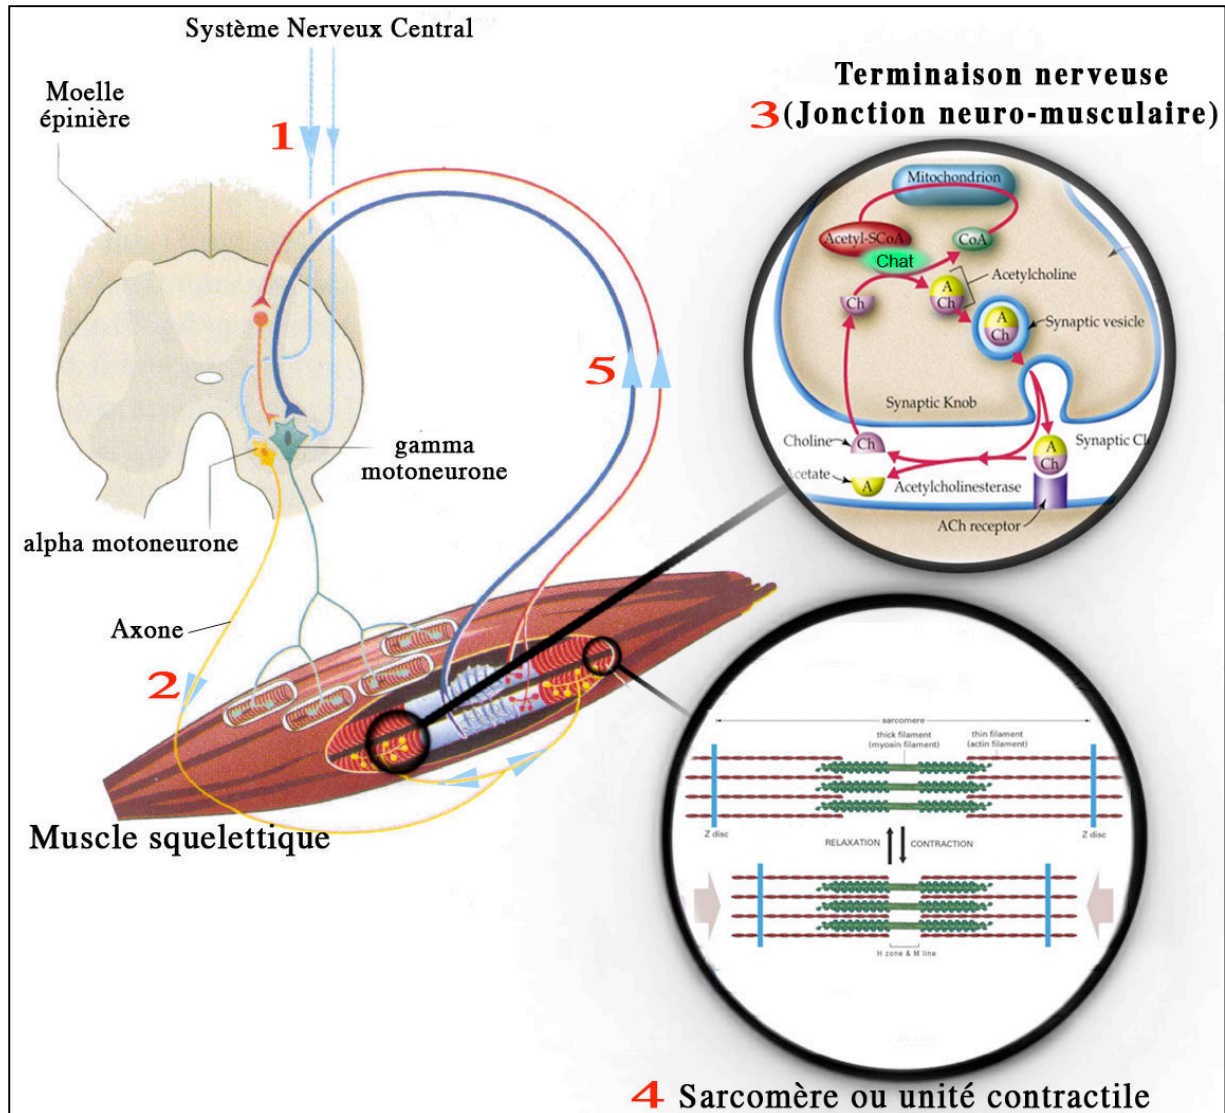 Système Nerveux Central
Moelle
épinière
1
Terminaison nerveuse
3(Jonction neuro-musculaire)
Mitochondrion
Acetyl-SCoA
CoA
Chat
Acetylcholine
A
Ch
Ch
A
Ch
Synaptic vesicle
5
Synaptic Knob
gamma
motoneurone
Choline
Ch
A
Ch
Synaptic
A
Acetylcholinesterase
ACh receptor
alpha motoneurone
Axone
2
sarcomere
thick filament
(myosin filament)
thin filament
(actin filament)
Z disc
Z disc
RELAXATION
CONTRACTION
H zone & M line
Muscle squelettique
4 Sarcomère ou unité contractile